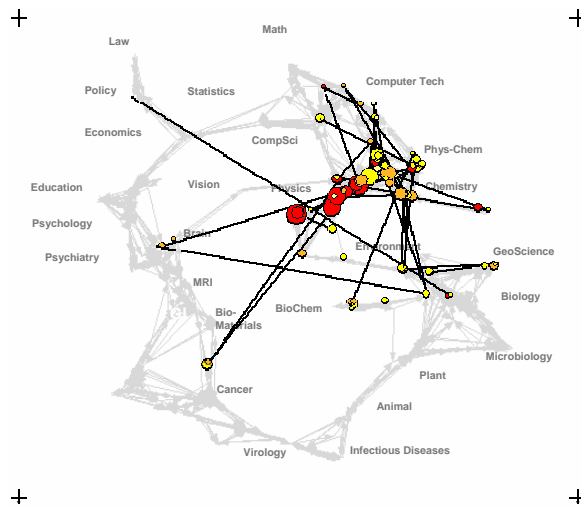 Math
Law
Computer Tech
Policy
Statistics
Economics
CompSci
Phys-Chem
Education
Vision
Physics
Chemistry
Psychology
Brain
Environment
GeoScience
Psychiatry
MRI
Biology
Bio-
Materials
BioChem
Microbiology
Plant
Cancer
Animal
Virology
Infectious Diseases